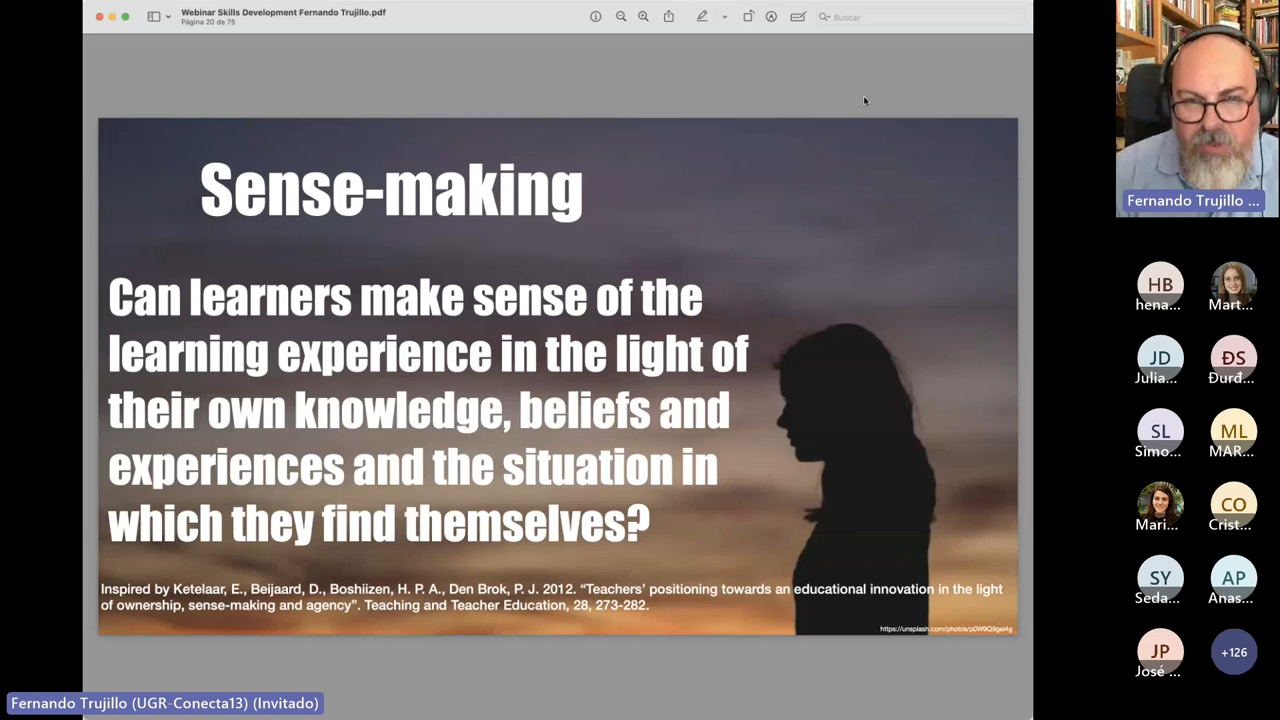 Webinar Skills Development Fernando Trujillo.pdf
Página 20 de 75
Buscar
Sense-making
Can learners make sense of the
learning experience in the light of
their own knowledge, beliefs and
experiences and the situation in
which they find themselves?
Inspired by Ketelaar, E., Beijaard, D., Boshiizen, H. P. A., Den Brok, P. J. 2012. “Teachers’ positioning towards an educational innovation in the light
of ownership, sense-making and agency”. Teaching and Teacher Education, 28, 273-282.
https://unsplash.com/photos/p0W9Q9gei4g
Fernando Trujillo ...
HB
hena...
Mart...
JD
Julia...
ĐS
Đurđ...
SL
Simo...
ML
MAR...
Mari...
CO
Crist...
SY
Seda...
AP
Anas...
JP
José ...
+126
Fernando Trujillo (UGR-Conecta13) (Invitado)